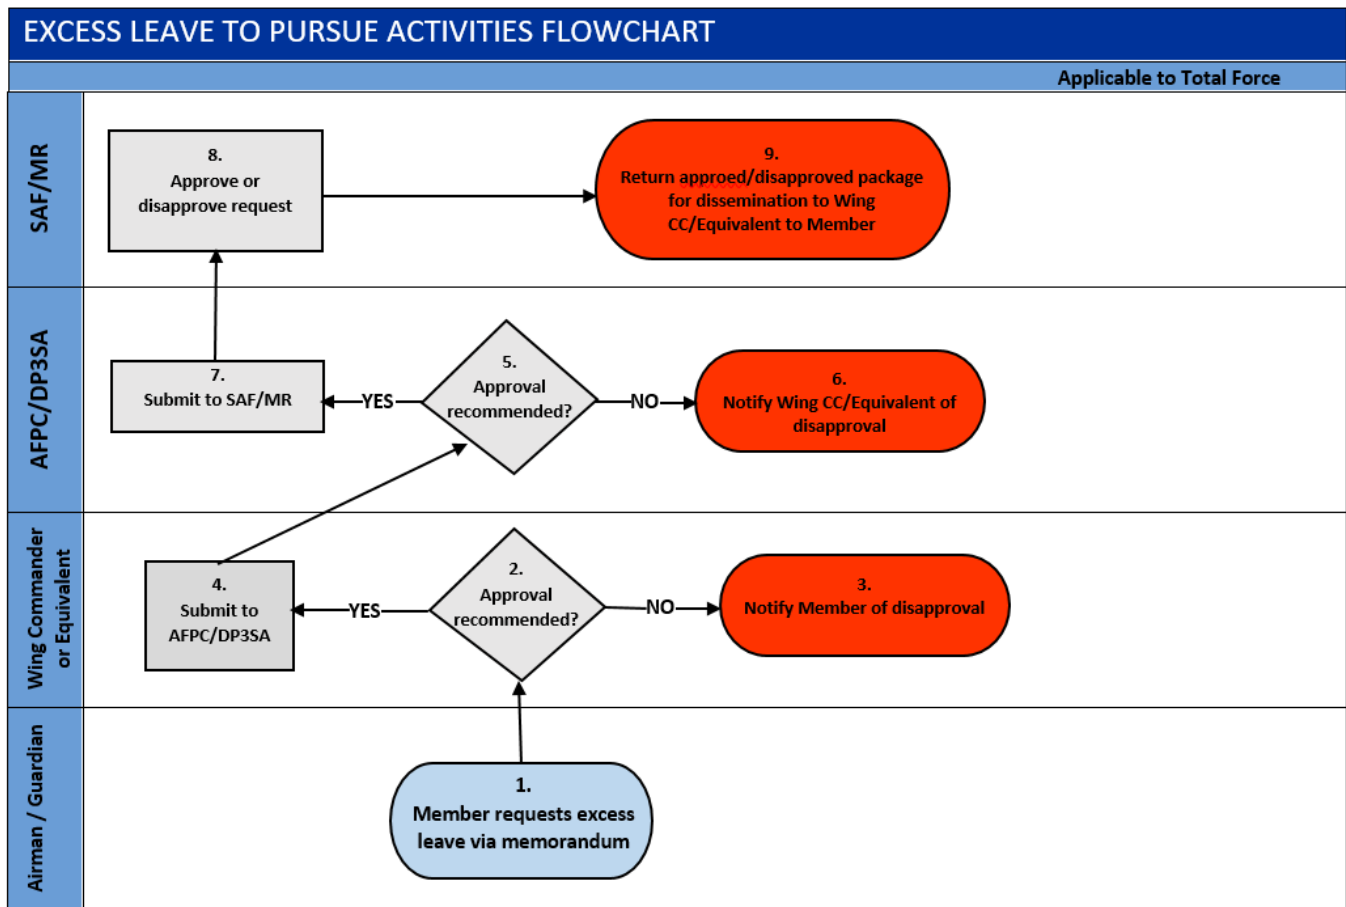 EXCESS LEAVE TO PURSUE ACTIVITIES FLOWCHART
Applicable to Total Force
SAF/MR
8.
Approve or
disapprove request
9.
Return approed/disapproved package
for dissemination to Wing
CC/Equivalent to Member
AFPC/DP3SA
7.
Submit to SAF/MR
YES
5.
Approval
recommended?
NO
6.
Notify Wing CC/Equivalent of
disapproval
Wing Commander
or Equivalent
4.
Submit to
AFPC/DP3SA
YES
2.
Approval
recommended?
NO
3.
Notify Member of disapproval
Airman / Guardian
1.
Member requests excess
leave via memorandum